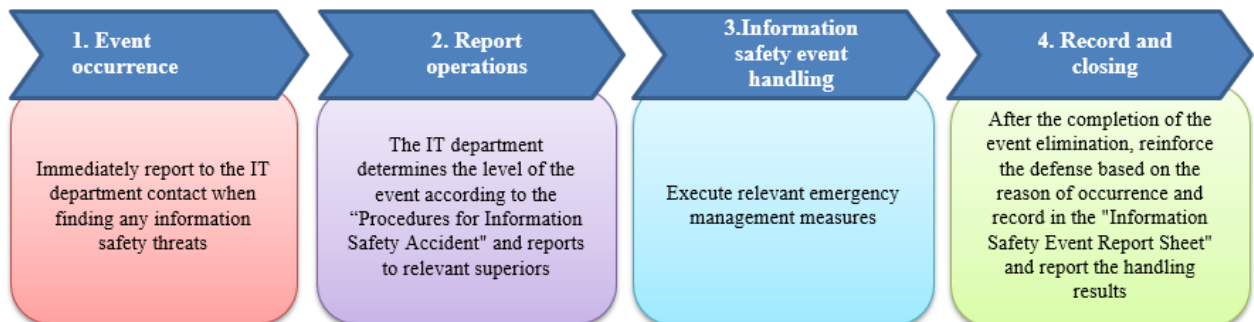 1. Event
occurrence
Immediately report to the IT
department contact when
finding any information
safety threats
2. Report
operations
The IT department
determines the level of the
event according to the
“Procedures for Information
Safety Accident" and reports
to relevant superiors
3.Information
safety event
handling
Execute relevant emergency
management measures
4. Record and
closing
After the completion of the
event elimination, reinforce
the defense based on the
reason of occurrence and
record in the "Information
Safety Event Report Sheet"
and report the handling
results